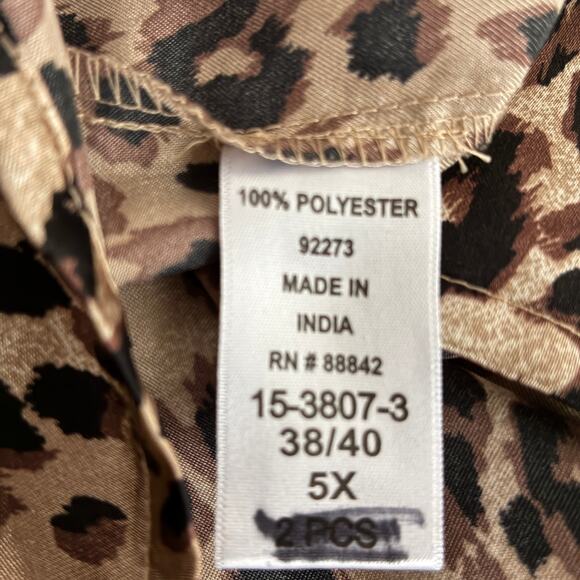 100% POLYESTER
92273
MADE IN
INDIA
RN # 88842
15-3807-3
38/40
5X
2 PCS